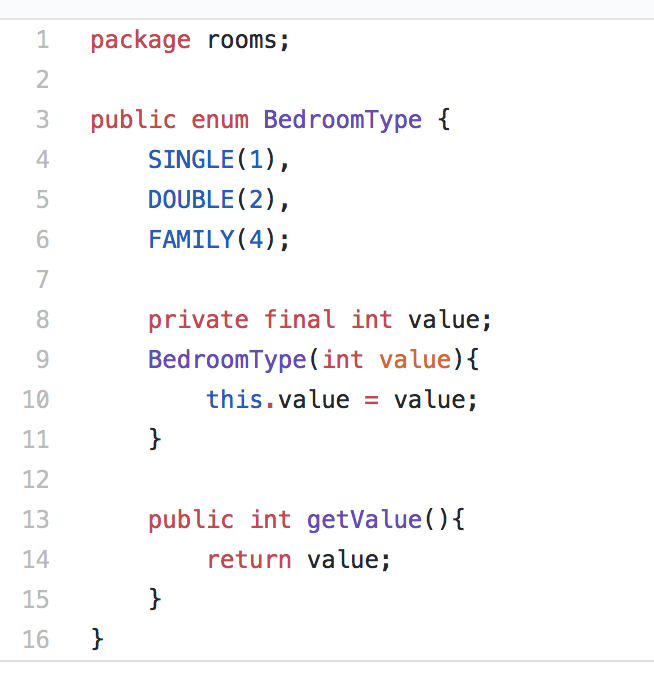 1 package rooms;
2
3 public enum BedroomType {
4     SINGLE(1),
5     DOUBLE(2),
6     FAMILY(4);
7
8     private final int value;
9     BedroomType(int value){
10         this.value = value;
11     }
12
13     public int getValue(){
14         return value;
15     }
16 }